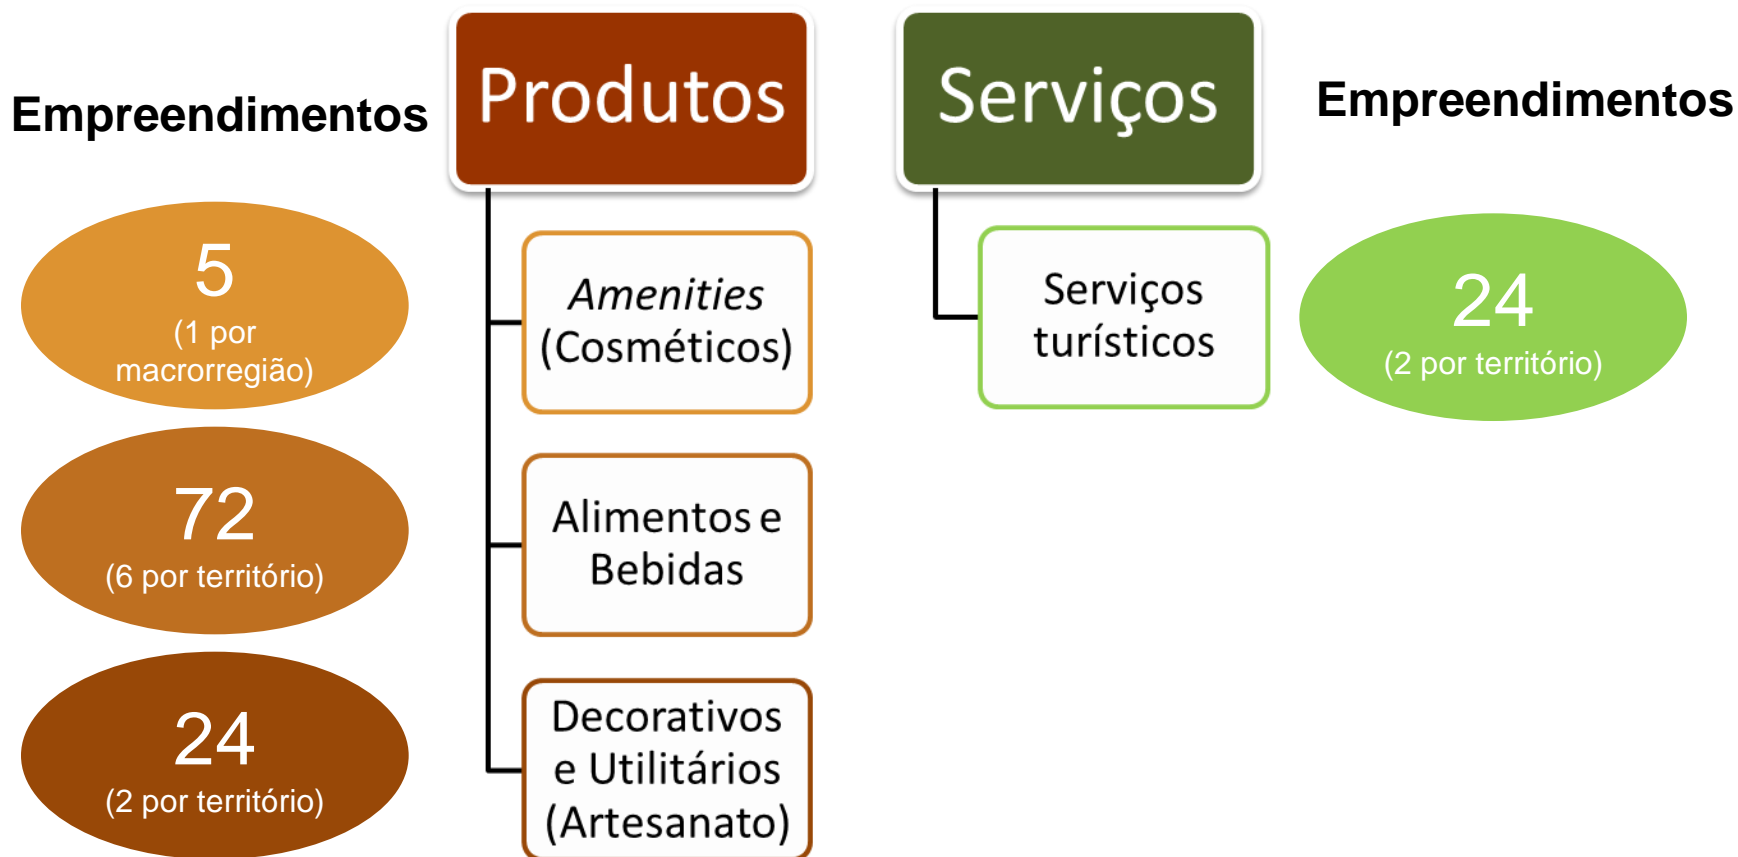 Empreendimentos
Produtos
5
(1 por
macrorregião)
Amenities
(Cosméticos)
72
(6 por território)
Alimentos e
Bebidas
24
(2 por território)
Decorativos
e Utilitários
(Artesanato)
Serviços
Empreendimentos
Serviços
turísticos
24
(2 por território)